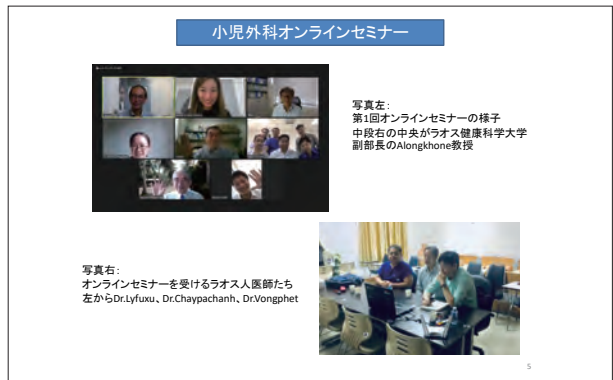 小児外科オンラインセミナー
写真左：
第1回オンラインセミナーの様子
中段右の中央がラオス健康科学大学
副部長のAlongkhone教授
写真右：
オンラインセミナーを受けるラオス人医師たち
左からDr.Lyfuxu、Dr.Chaypachanh、Dr.Vongphet
5